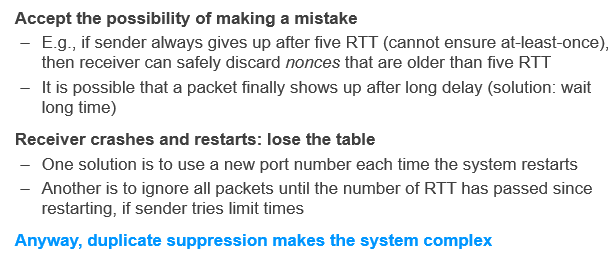 Accept the possibility of making a mistake
– E.g., if sender always gives up after five RTT (cannot ensure at-least-once),
then receiver can safely discard nonces that are older than five RTT
– It is possible that a packet finally shows up after long delay (solution: wait
long time)
Receiver crashes and restarts: lose the table
– One solution is to use a new port number each time the system restarts
– Another is to ignore all packets until the number of RTT has passed since
restarting, if sender tries limit times
Anyway, duplicate suppression makes the system complex